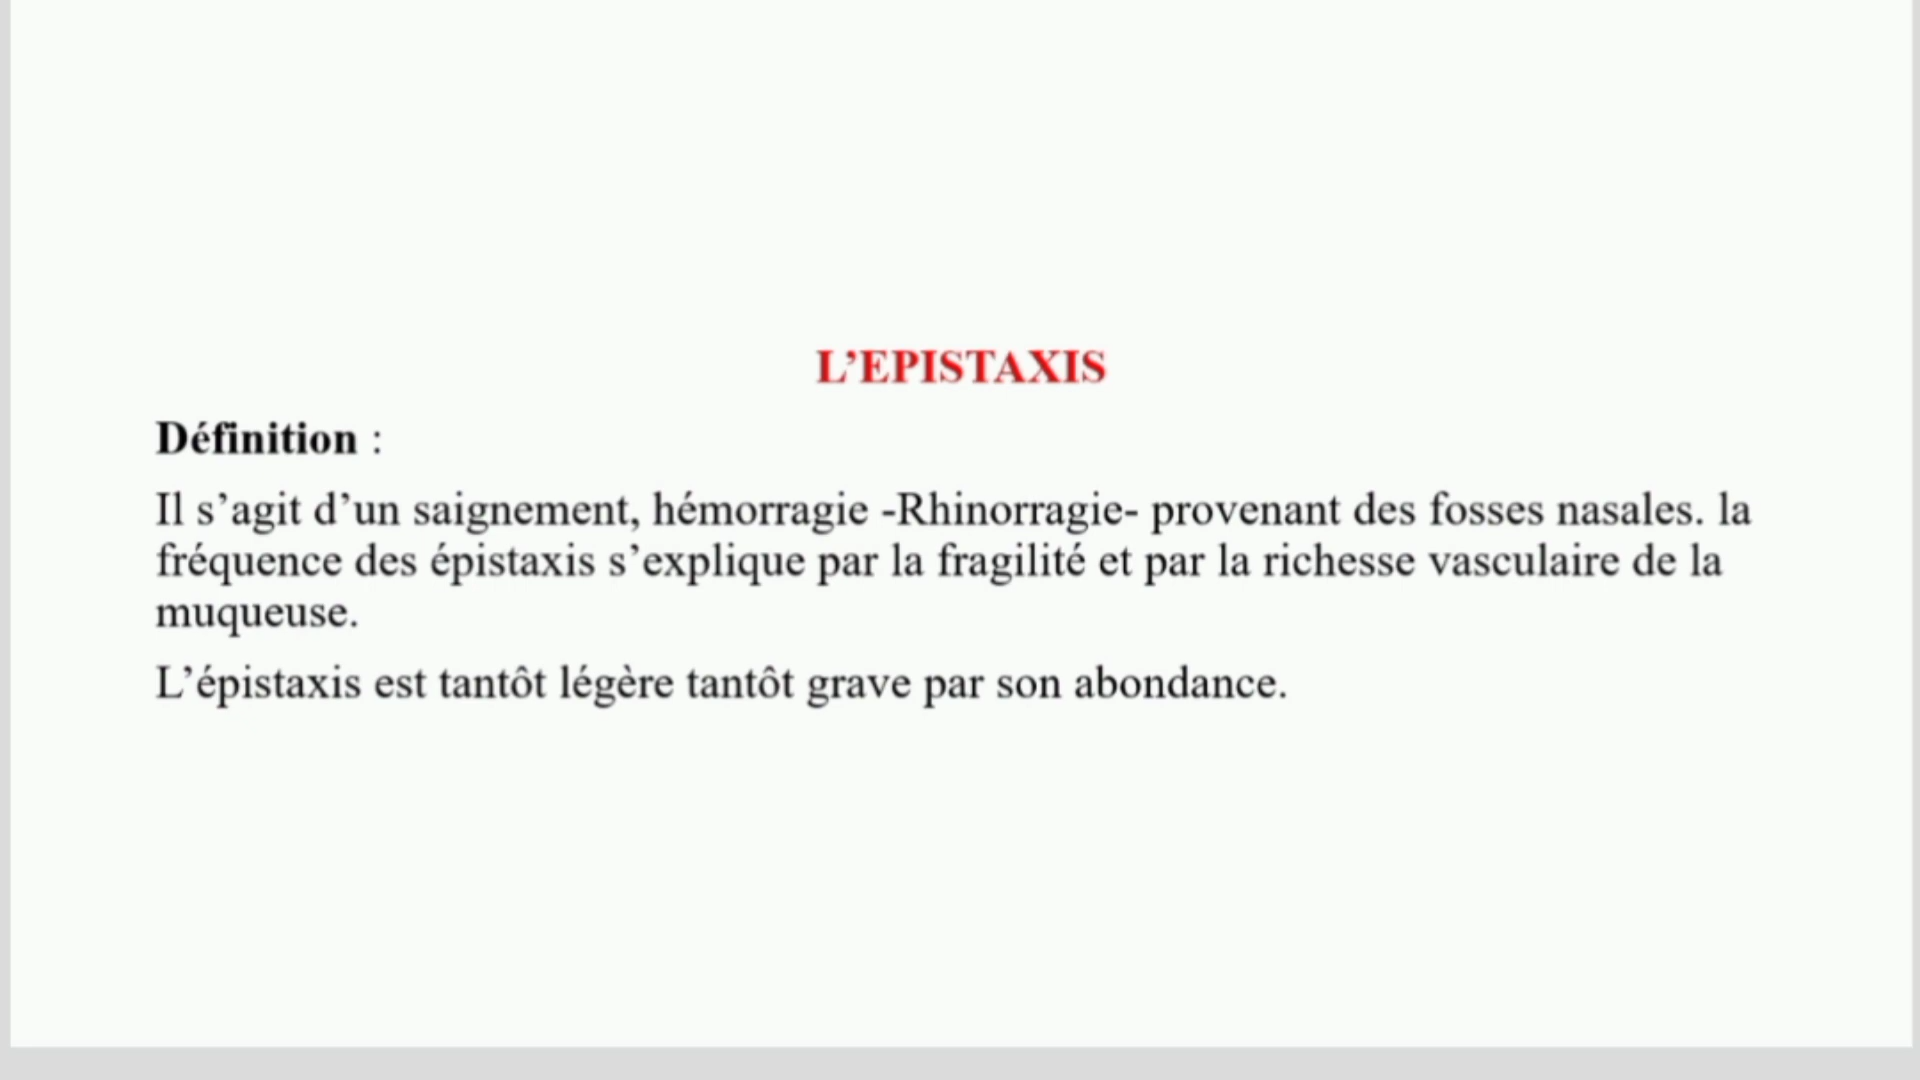 L’EPISTAXIS
Définition :
Il s’agit d’un saignement, hémorragie -Rhinorragie- provenant des fosses nasales. la
fréquence des épistaxis s’explique par la fragilité et par la richesse vasculaire de la
muqueuse.
L’épistaxis est tantôt légère tantôt grave par son abondance.